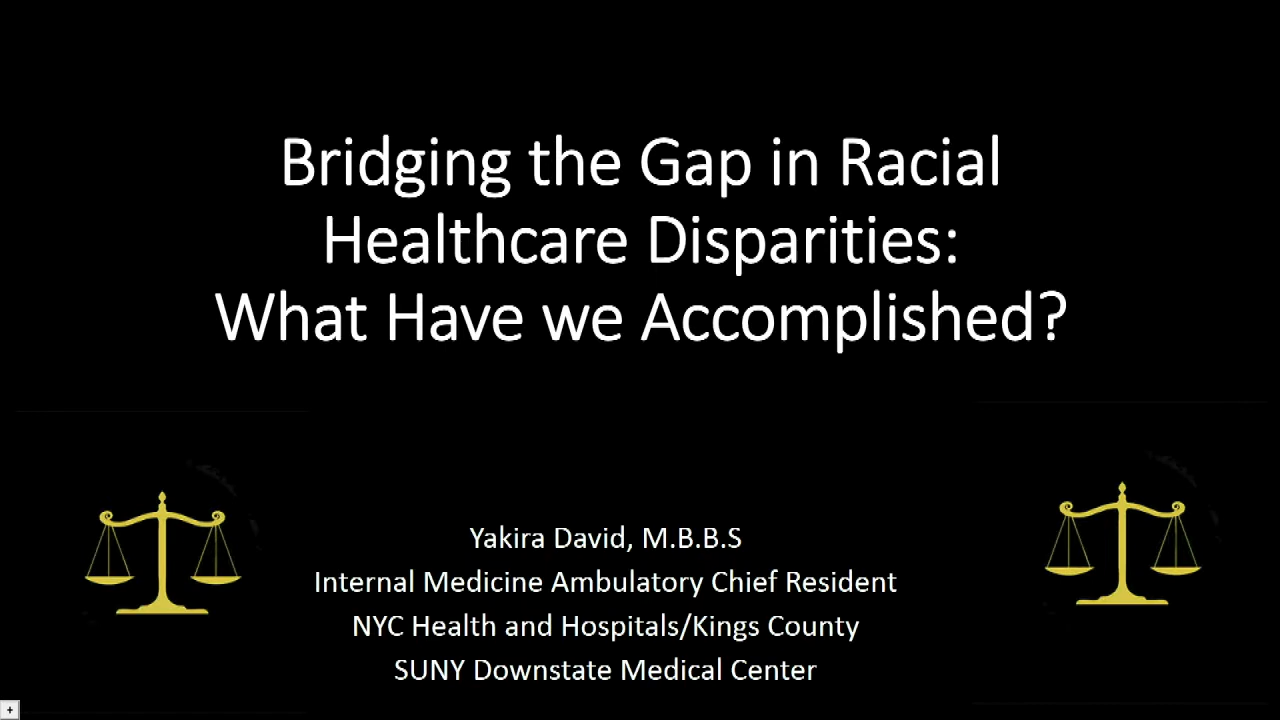 Bridging the Gap in Racial
Healthcare Disparities:
What Have we Accomplished?
Yakira David, M.B.B.S
Internal Medicine Ambulatory Chief Resident
NYC Health and Hospitals/Kings County
SUNY Downstate Medical Center
+